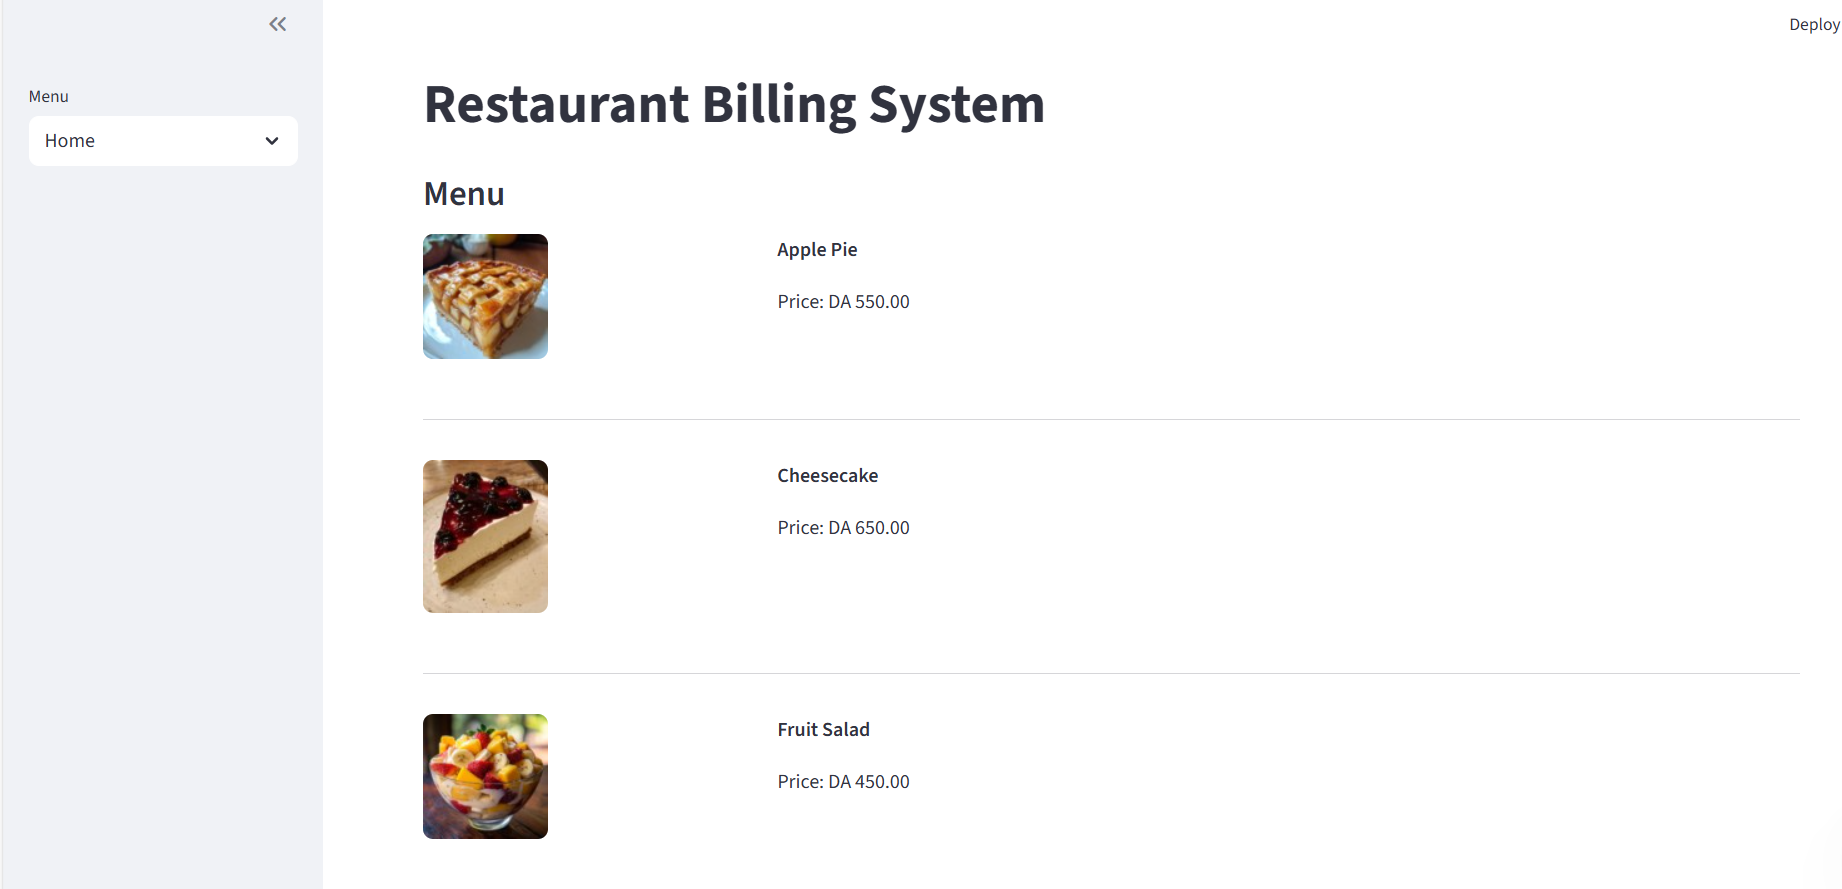 Deploy
Menu
Home
Restaurant Billing System
Menu
Apple Pie
Price: DA 550.00
Cheesecake
Price: DA 650.00
Fruit Salad
Price: DA 450.00